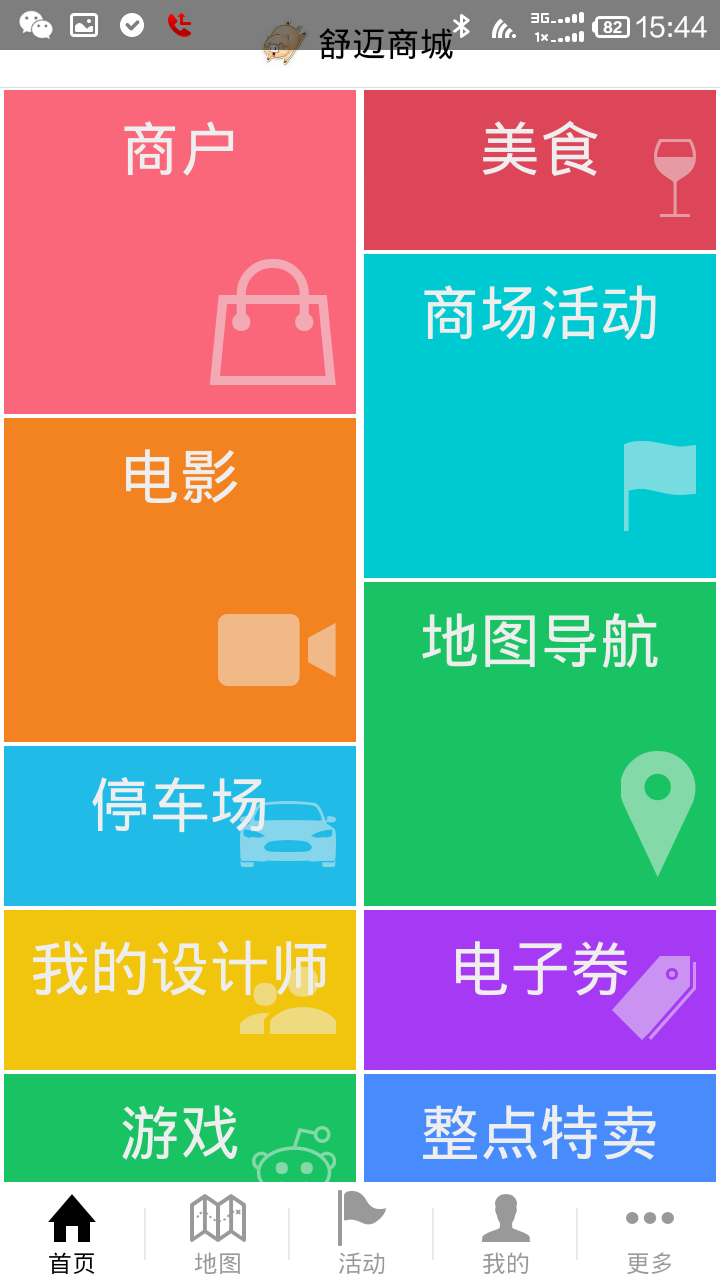 3G 1× 82 15:44
舒迈商城
商户
美食
商场活动
电影
地图导航
停车场
我的设计师
电子券
游戏
整点特卖
首页
地图
活动
我的
更多